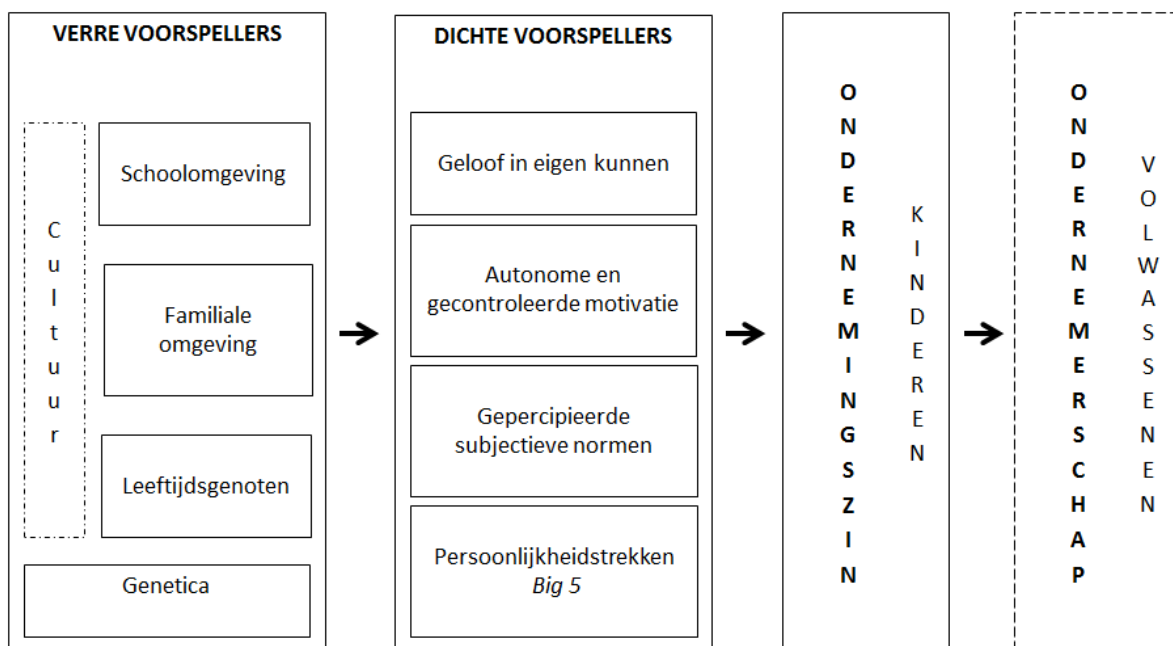 VERRE VOORSPELLERS
Cultuur
Schoolomgeving
Familiale
omgeving
Leeftijdsgenoten
Genetica
DICHTE VOORSPELLERS
Geloof in eigen kunnen
Autonome en
gecontroleerde motivatie
Gepercipieerde
subjectieve normen
Persoonlijkheidstrekken
Big 5
ONDERNEMINGSZIN
KINDEREN
ONDERNEMERSCHAP
VOLWASSENEN